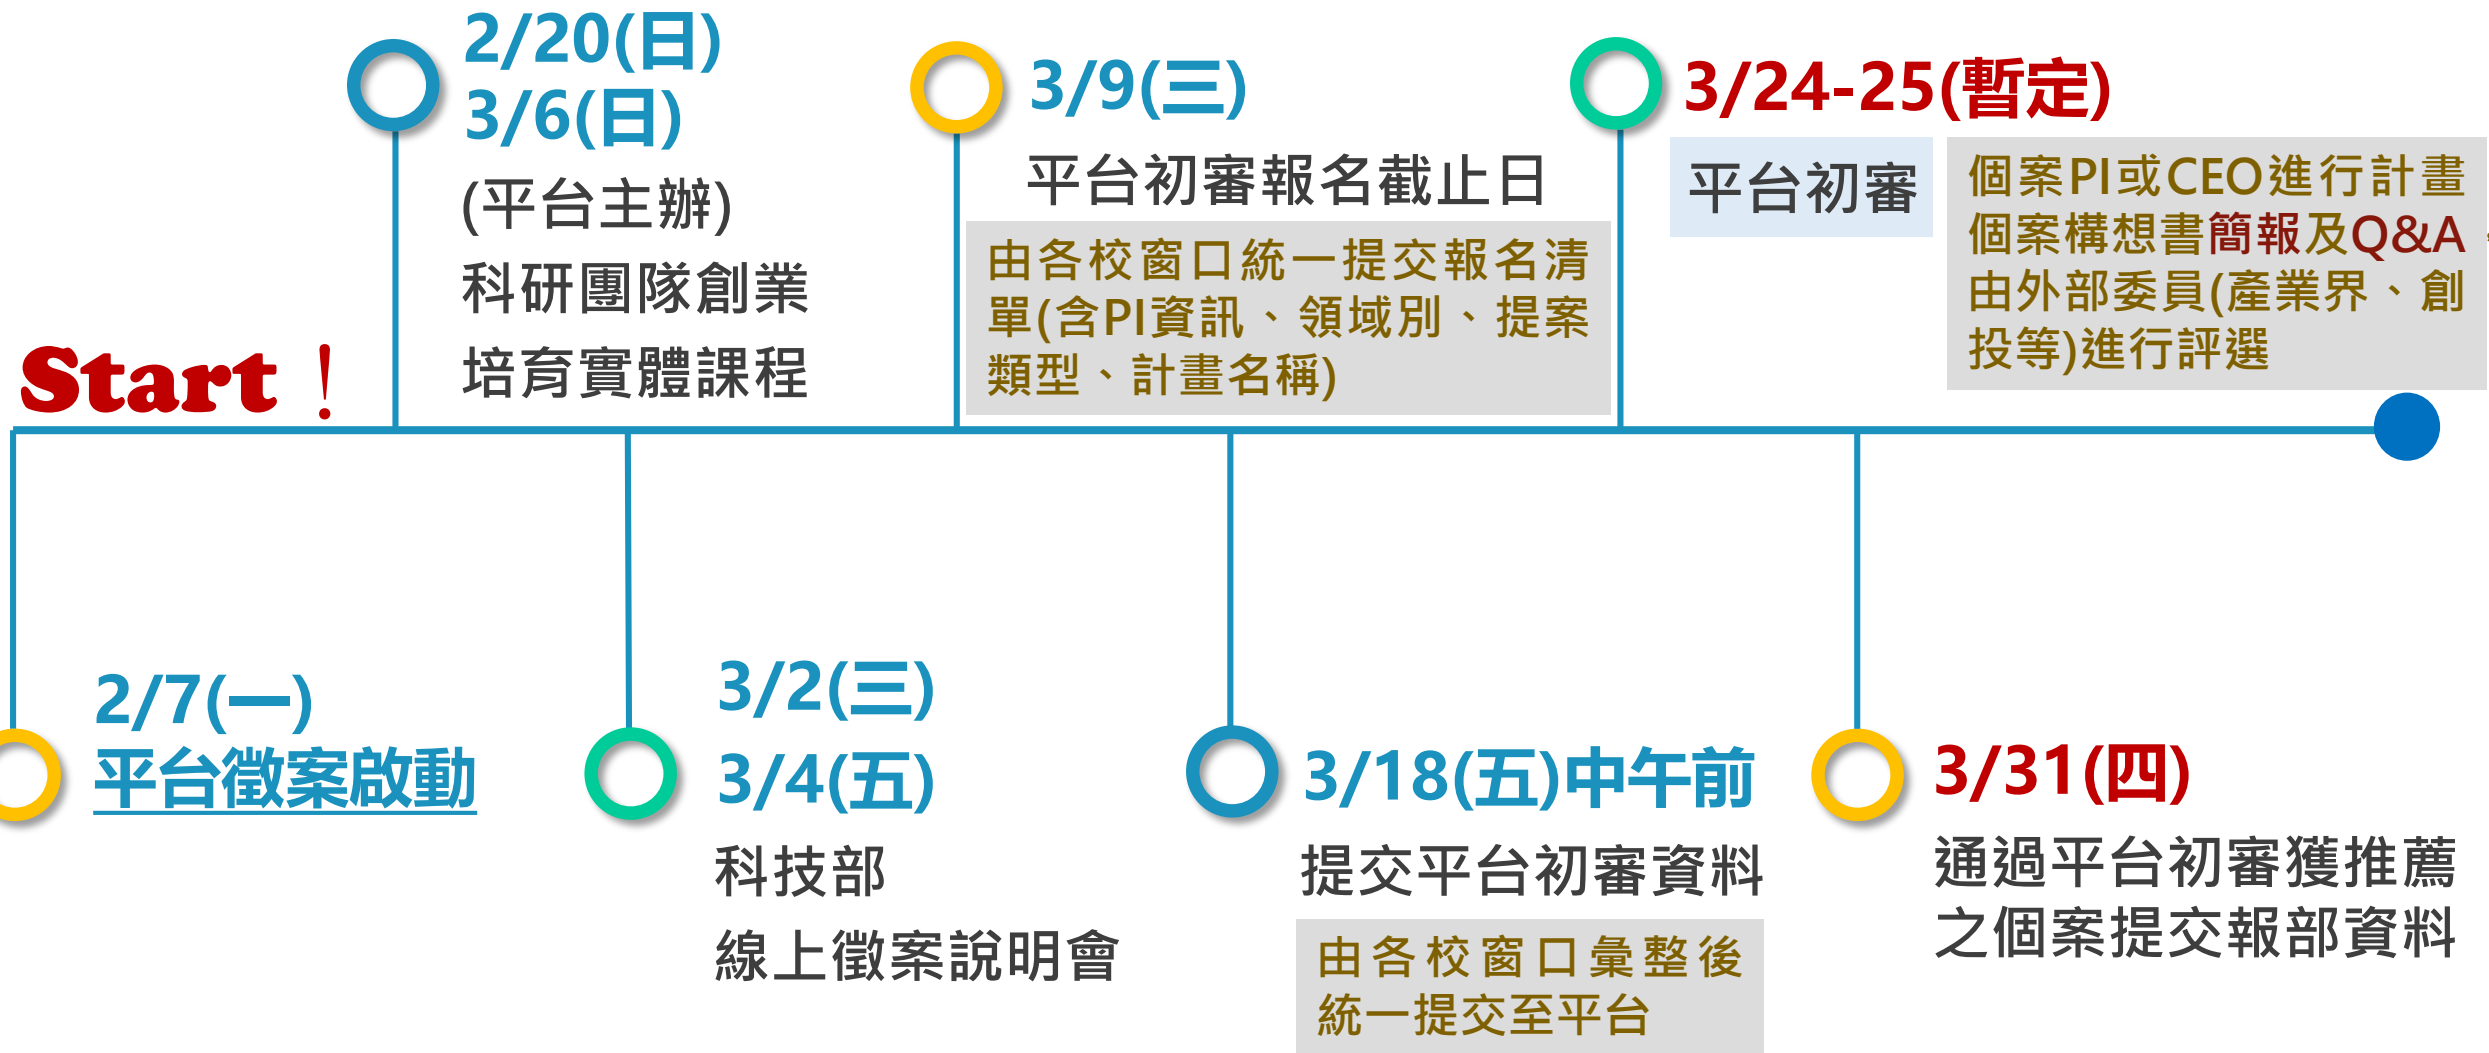 Start！
2/7(一)
平台徵案啟動
2/20(日)
3/6(日)
(平台主辦)
科研團隊創業
培育實體課程
3/2(三)
3/4(五)
科技部
線上徵案說明會
3/9(三)
平台初審報名截止日
由各校窗口統一提交報名清
單(含PI資訊、領域別、提案
類型、計畫名稱)
3/18(五)中午前
提交平台初審資料
由各校窗口彙整後
統一提交至平台
3/24-25(暫定)
平台初審
個案PI或CEO進行計畫
個案構想書簡報及Q&A，
由外部委員(產業界、創
投等)進行評選
3/31(四)
通過平台初審獲推薦
之個案提交報部資料